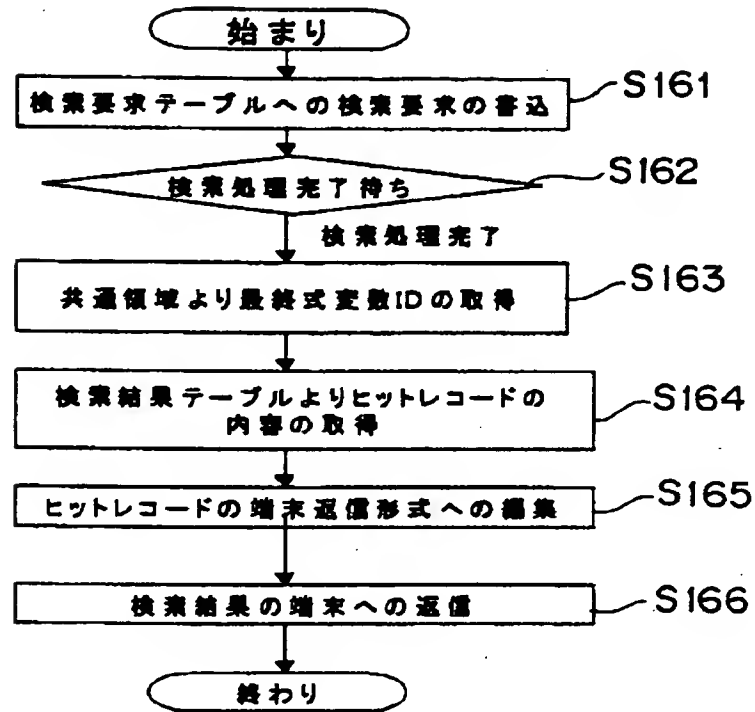 始まり
検索要求テーブルへの検索要求の書込
S161
検索処理完了待ち
S162
検索処理完了
共通領域より最終式変数IDの取得
S163
検索結果テーブルよりヒットレコードの
内容の取得
S164
ヒットレコードの端末返信形式への編集
S165
検索結果の端末への返信
S166
終わり